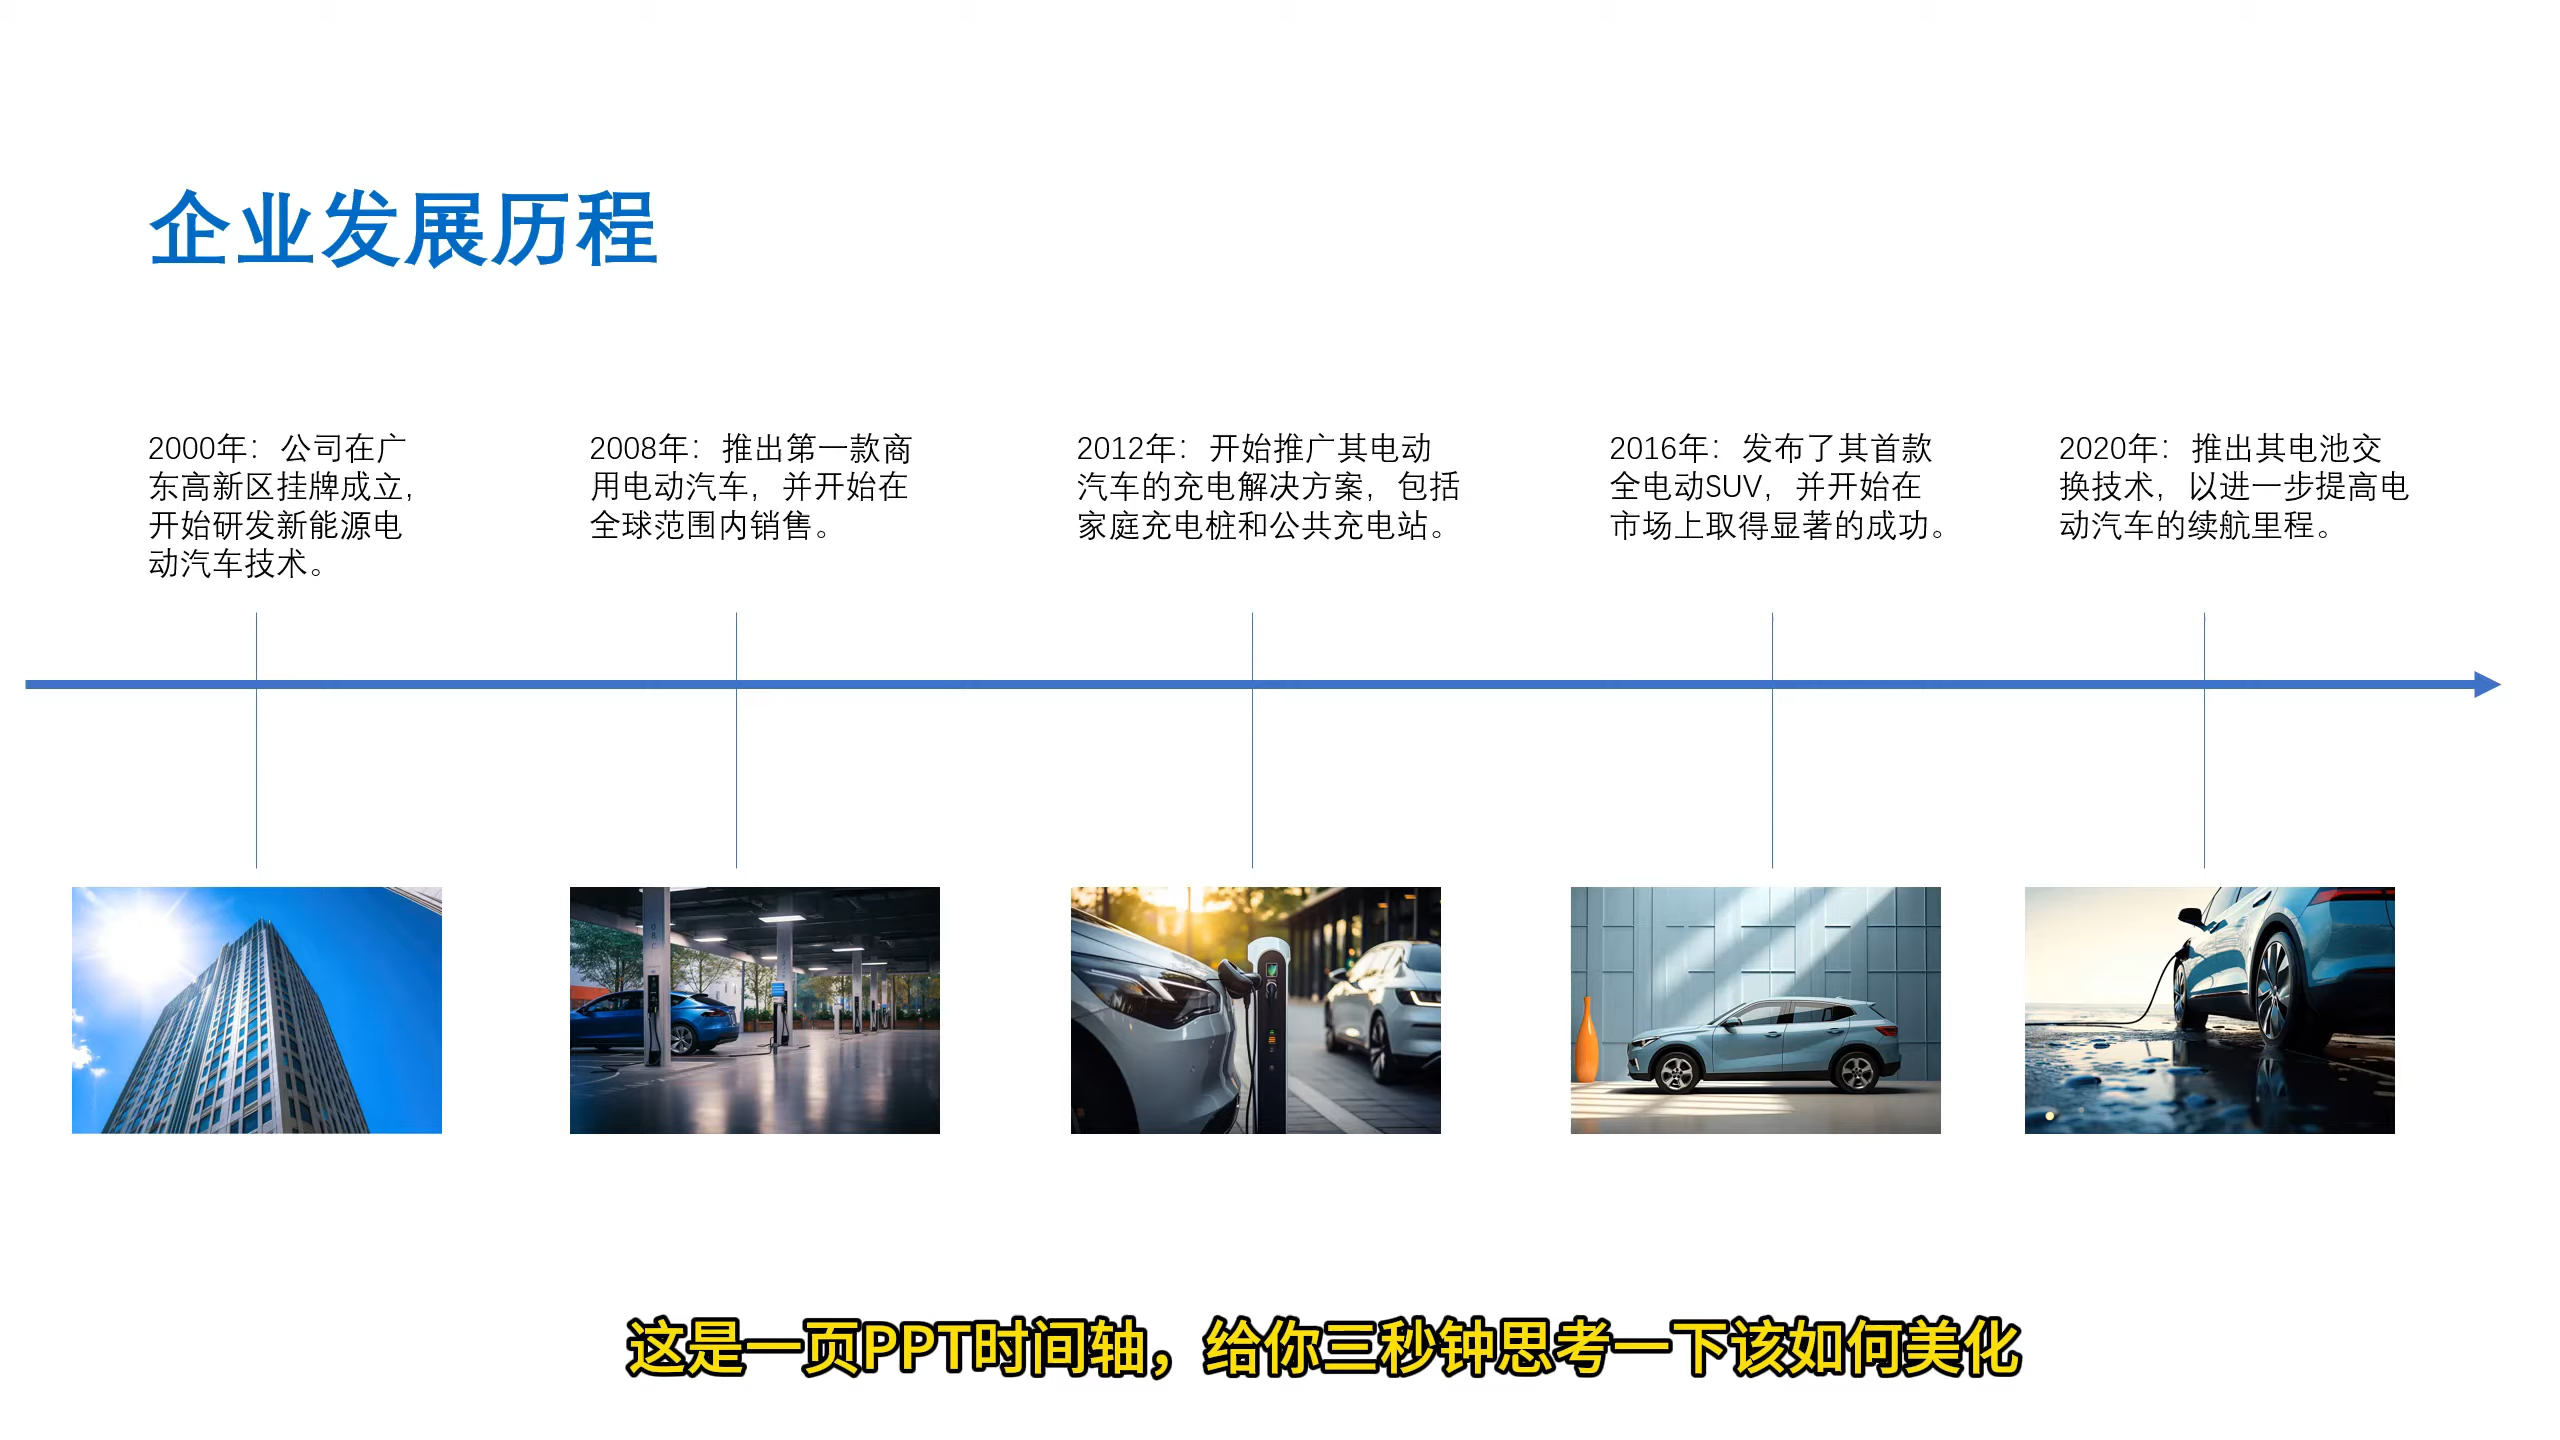 企业发展历程
2000年：公司在广
东高新区挂牌成立，
开始研发新能源电
动汽车技术。
2008年：推出第一款商
用电动汽车，并开始在
全球范围内销售。
2012年：开始推广其电动
汽车的充电解决方案，包括
家庭充电桩和公共充电站。
2016年：发布了其首款
全电动SUV，并开始在
市场上取得显著的成功。
2020年：推出其电池交
换技术，以进一步提高电
动汽车的续航里程。
这是一页PPT时间轴，给你三秒钟思考一下该如何美化